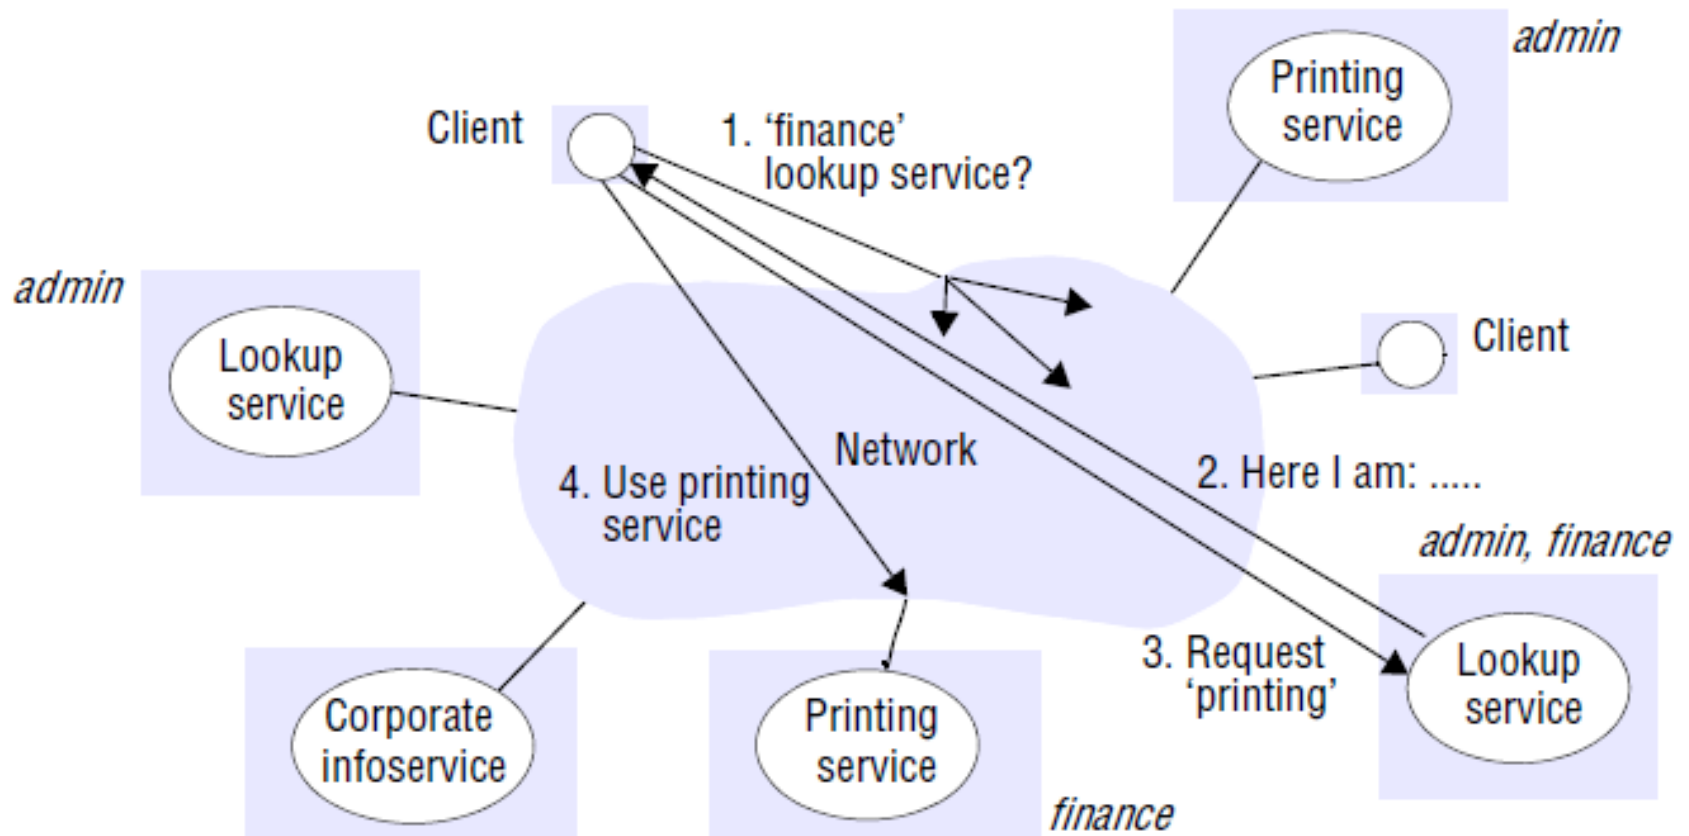 admin
Printing
service
Client
1. ‘finance’
lookup service?
admin
Lookup
service
Client
Network
4. Use printing
service
2. Here I am: .....
admin, finance
3. Request
‘printing’
Lookup
service
Corporate
infoservice
Printing
service
finance